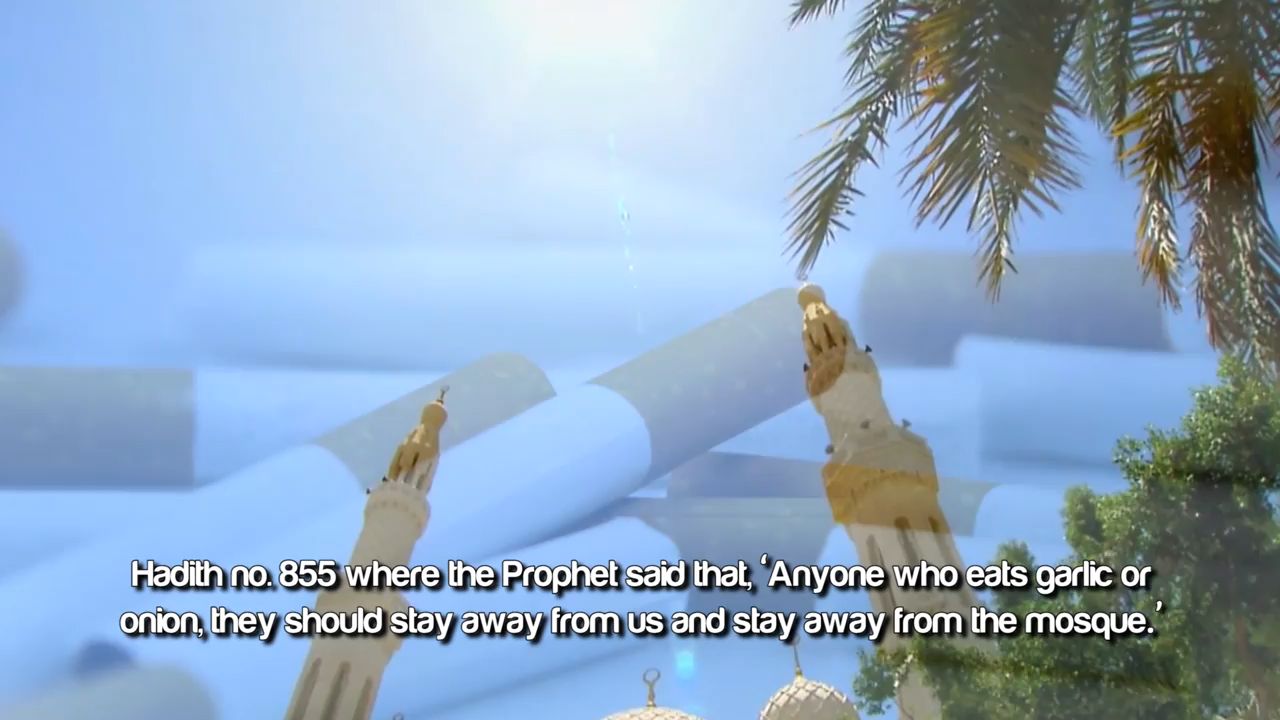 Hadith no. 855 where the Prophet said that, ‘Anyone who eats garlic or
onion, they should stay away from us and stay away from the mosque.’